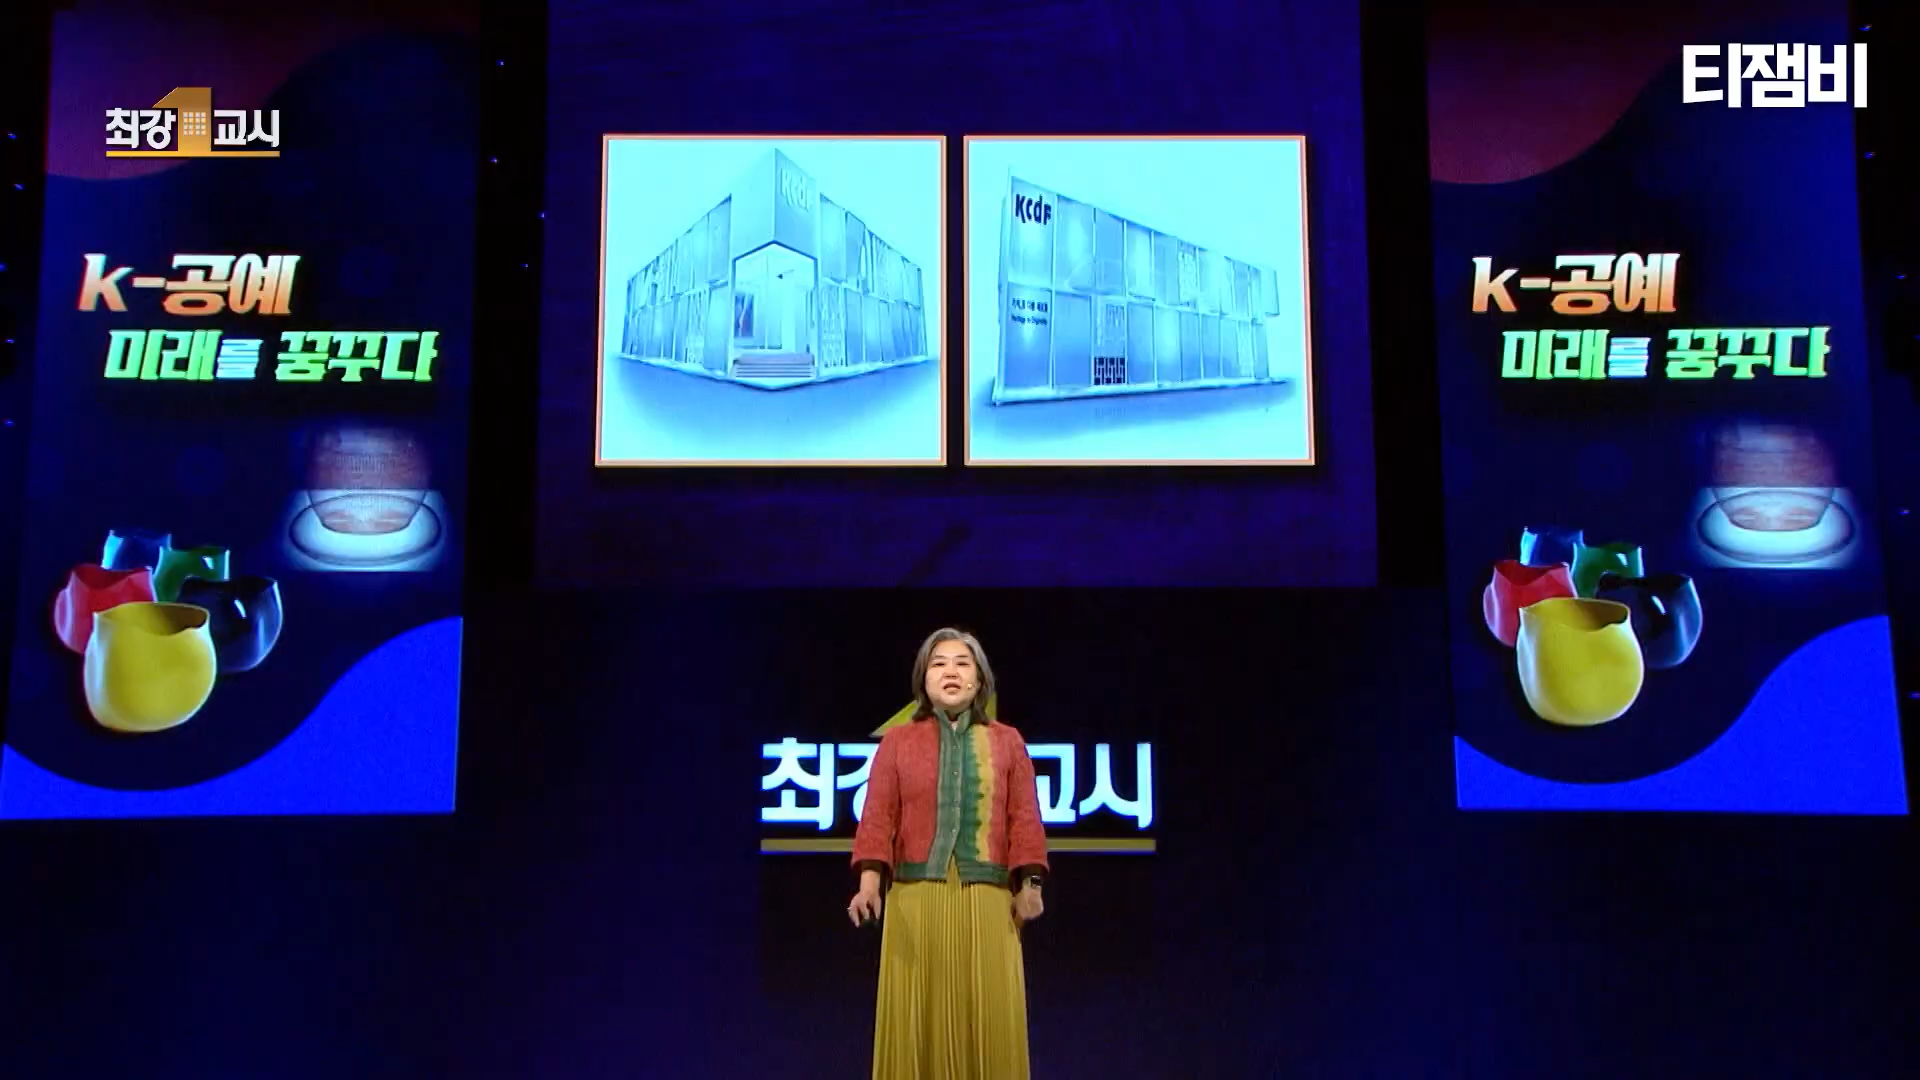 최강1교시
티잼비
k-공예
미래를 꿈꾸다
kcdf
kcdf
k-공예
미래를 꿈꾸다
최강 교시